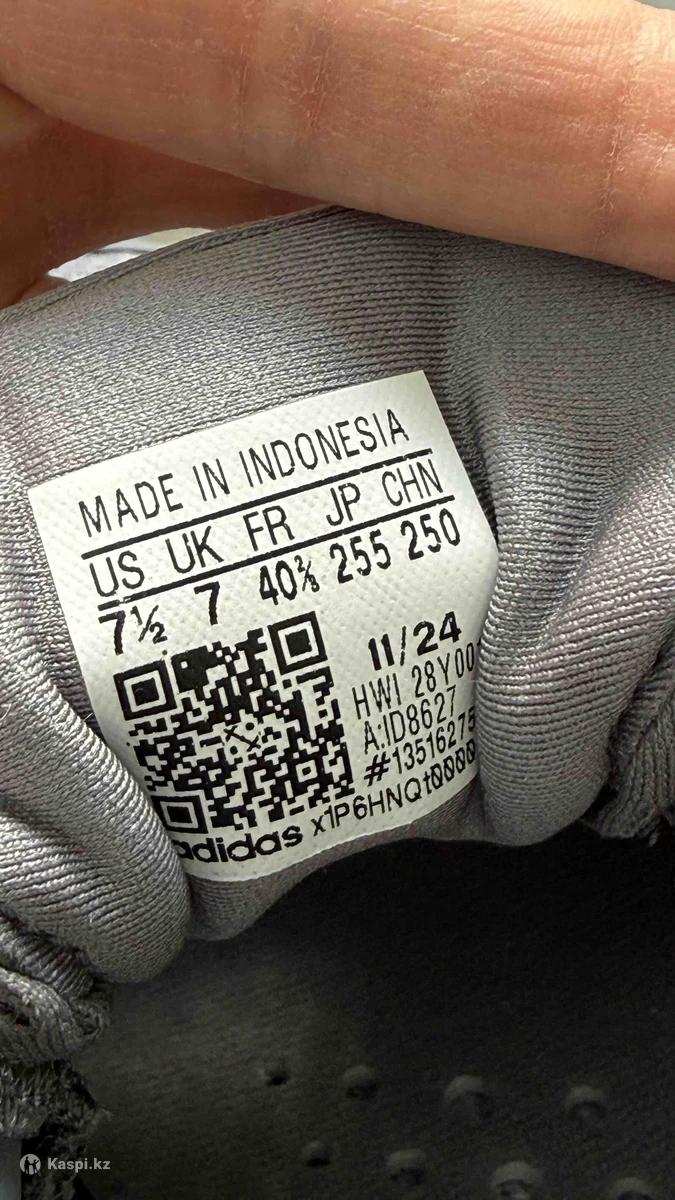 MADE IN INDONESIA
US UK FR JP CHN
7½ 7 40⅔ 255 250
11/24
HWI 28Y00
A:ID8627
#13516275
adidas x1P6HNQt0000
Kaspi.kz